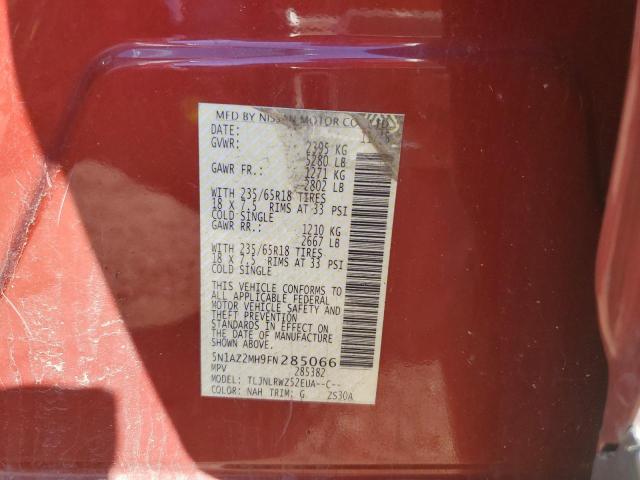 MFD BY NISSAN MOTOR CO., LTD.
DATE:
GVWR: 2395 KG
5280 LB
GAWR FR.: 1271 KG
2802 LB
WITH 235/65R18 TIRES
18 X 7.5 RIMS AT 33 PSI
COLD SINGLE
GAWR RR.: 1210 KG
2667 LB
WITH 235/65R18 TIRES
18 X 7.5 RIMS AT 33 PSI
COLD SINGLE
THIS VEHICLE CONFORMS TO
ALL APPLICABLE FEDERAL
MOTOR VEHICLE SAFETY AND
THEFT PREVENTION
STANDARDS IN EFFECT ON
THE DATE OF MANUFACTURE
SHOWN ABOVE.
5N1AZ2MH9FN285066
MPV 285382
MODEL: TLJNLRWZ52EUA--C--
COLOR: NAH TRIM: G ZS30A